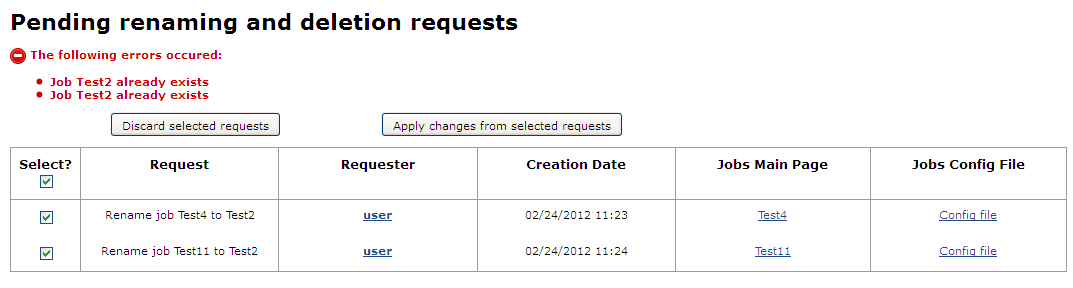 Pending renaming and deletion requests
The following errors occured:
Job Test2 already exists
Job Test2 already exists
Discard selected requests Apply changes from selected requests
Select? Request Requester Creation Date Jobs Main Page Jobs Config File
Rename job Test4 to Test2 user 02/24/2012 11:23 Test4 Config file
Rename job Test11 to Test2 user 02/24/2012 11:24 Test11 Config file